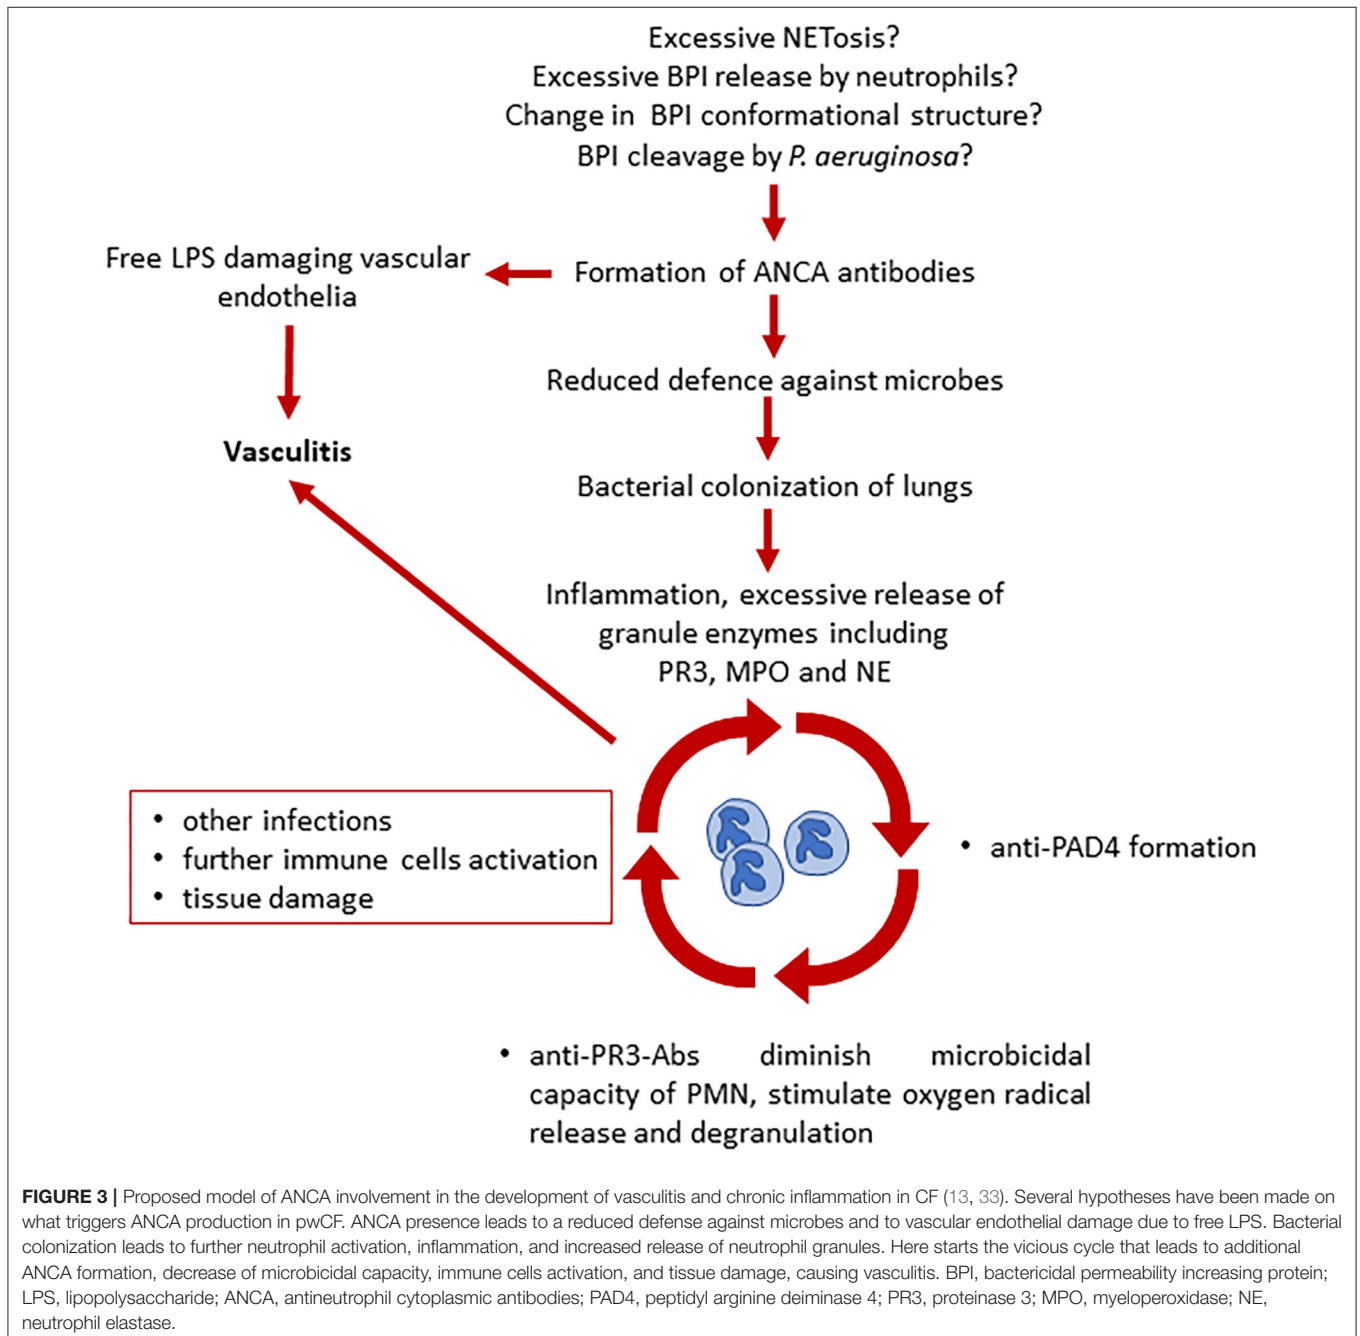 Excessive NETosis?
Excessive BPI release by neutrophils?
Change in BPI conformational structure?
BPI cleavage by P. aeruginosa?
Free LPS damaging vascular
endothelia
Formation of ANCA antibodies
Reduced defence against microbes
Vasculitis
Bacterial colonization of lungs
Inflammation, excessive release of
granule enzymes including
PR3, MPO and NE
• other infections
• further immune cells activation
• tissue damage
• anti-PAD4 formation
• anti-PR3-Abs diminish microbicidal
capacity of PMN, stimulate oxygen radical
release and degranulation
FIGURE 3 | Proposed model of ANCA involvement in the development of vasculitis and chronic inflammation in CF (13, 33). Several hypotheses have been made on
what triggers ANCA production in pwCF. ANCA presence leads to a reduced defense against microbes and to vascular endothelial damage due to free LPS. Bacterial
colonization leads to further neutrophil activation, inflammation, and increased release of neutrophil granules. Here starts the vicious cycle that leads to additional
ANCA formation, decrease of microbicidal capacity, immune cells activation, and tissue damage, causing vasculitis. BPI, bactericidal permeability increasing protein;
LPS, lipopolysaccharide; ANCA, antineutrophil cytoplasmic antibodies; PAD4, peptidyl arginine deiminase 4; PR3, proteinase 3; MPO, myeloperoxidase; NE,
neutrophil elastase.